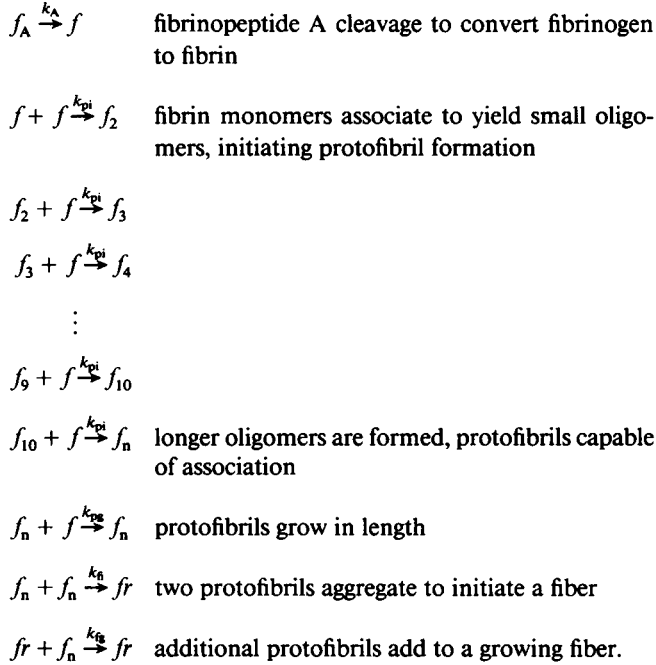 f_A →^{k_A} f fibrinopeptide A cleavage to convert fibrinogen
to fibrin
f + f →^{k_pi} f_2 fibrin monomers associate to yield small oligo-
mers, initiating protofibril formation
f_2 + f →^{k_pi} f_3
f_3 + f →^{k_pi} f_4
⋮
f_9 + f →^{k_pi} f_10
f_10 + f →^{k_pi} f_n longer oligomers are formed, protofibrils capable
of association
f_n + f →^{k_pg} f_n protofibrils grow in length
f_n + f_n →^{k_fi} fr two protofibrils aggregate to initiate a fiber
fr + f_n →^{k_fg} fr additional protofibrils add to a growing fiber.